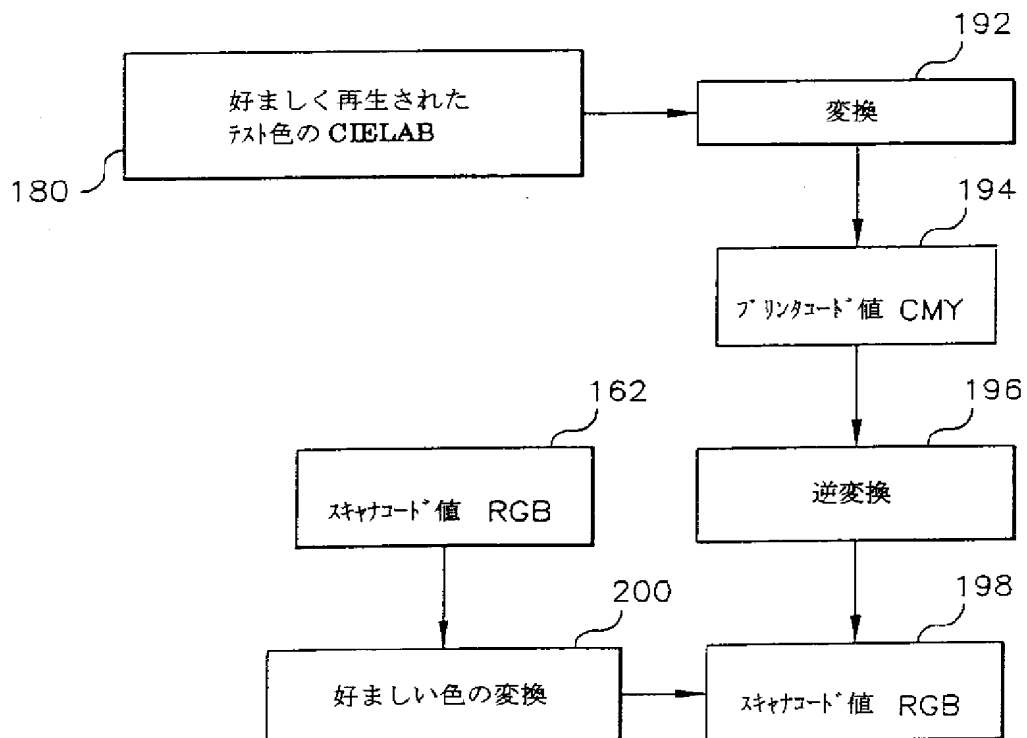 192
好ましく再生された
ﾃｽﾄ色の CIELAB
変換
180
194
ﾌﾟﾘﾝﾀｺｰﾄﾞ値 CMY
162
196
ｽｷｬﾅｺｰﾄﾞ値 RGB
逆変換
200
198
好ましい色の変換
ｽｷｬﾅｺｰﾄﾞ値 RGB